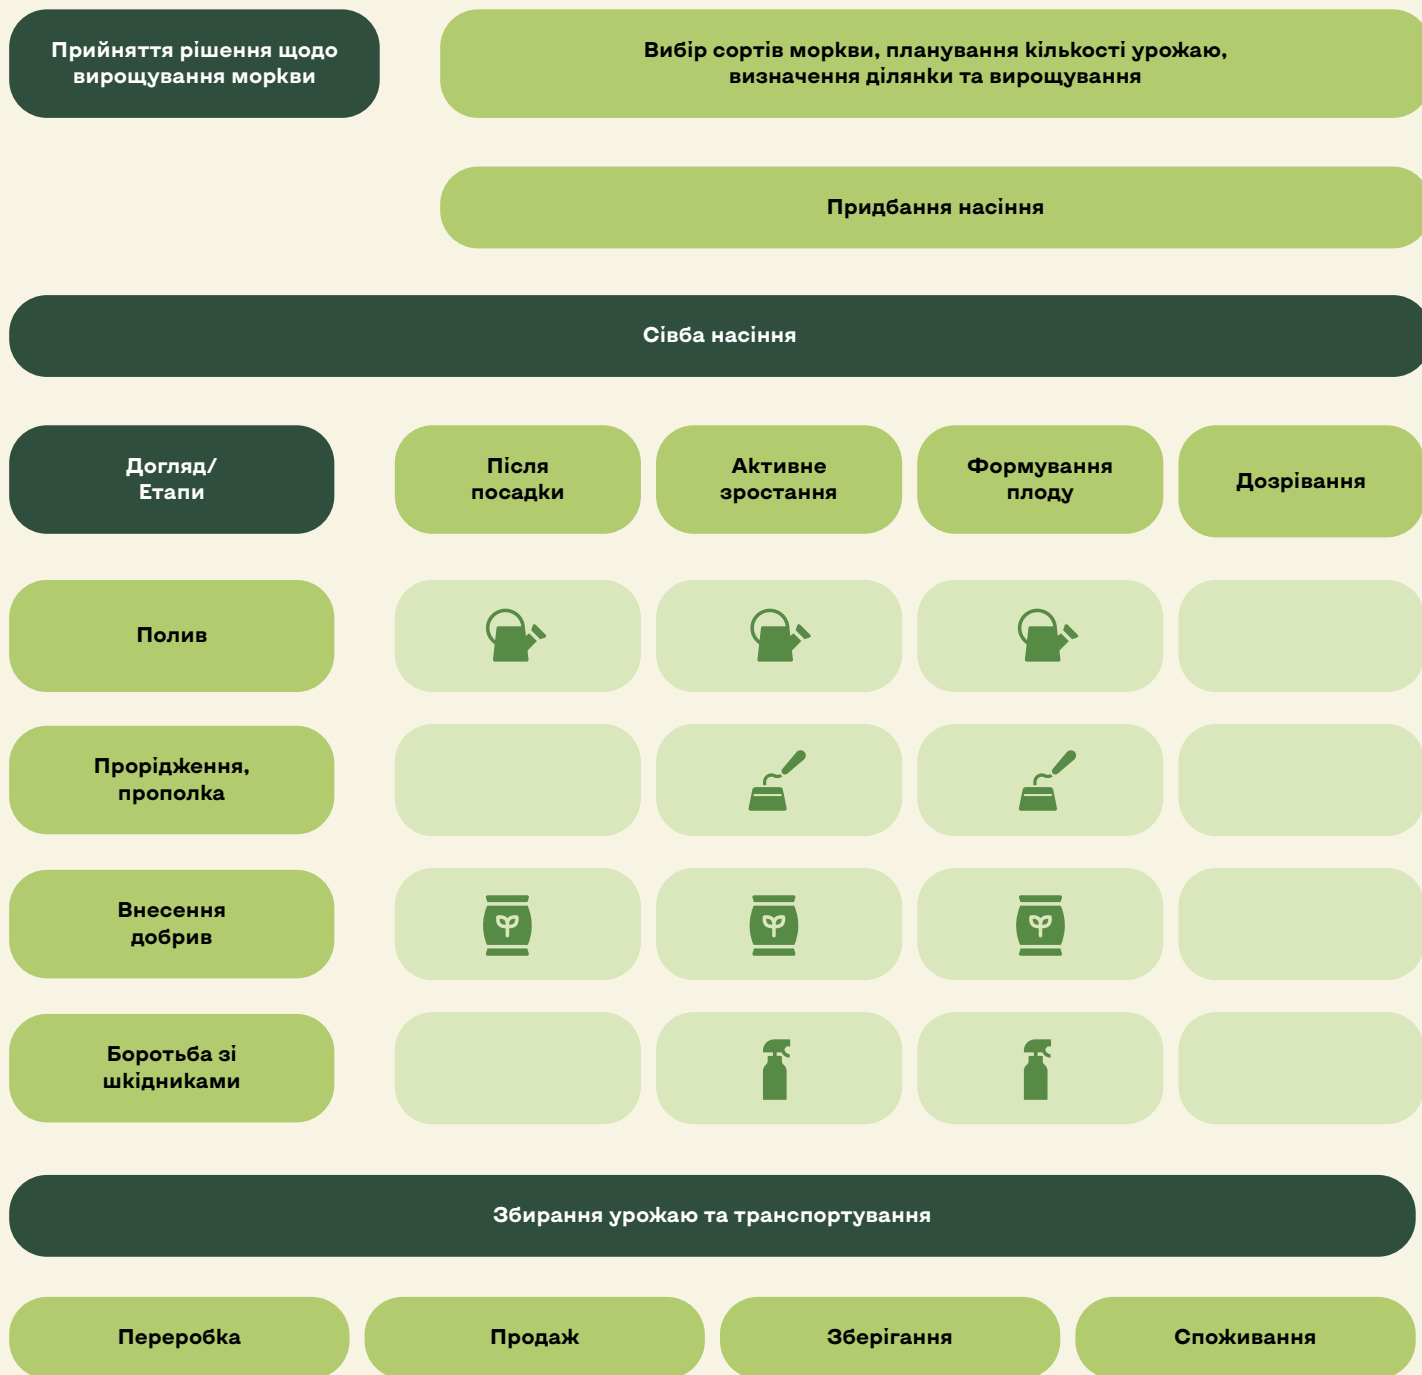 Прийняття рішення щодо
вирощування моркви
Вибір сортів моркви, планування кількості урожаю,
визначення ділянки та вирощування
Придбання насіння
Сівба насіння
Догляд/
Етапи
Після
посадки
Активне
зростання
Формування
плоду
Дозрівання
Полив
Прорідження,
прополка
Внесення
добрив
Боротьба зі
шкідниками
Збирання урожаю та транспортування
Переробка
Продаж
Зберігання
Споживання